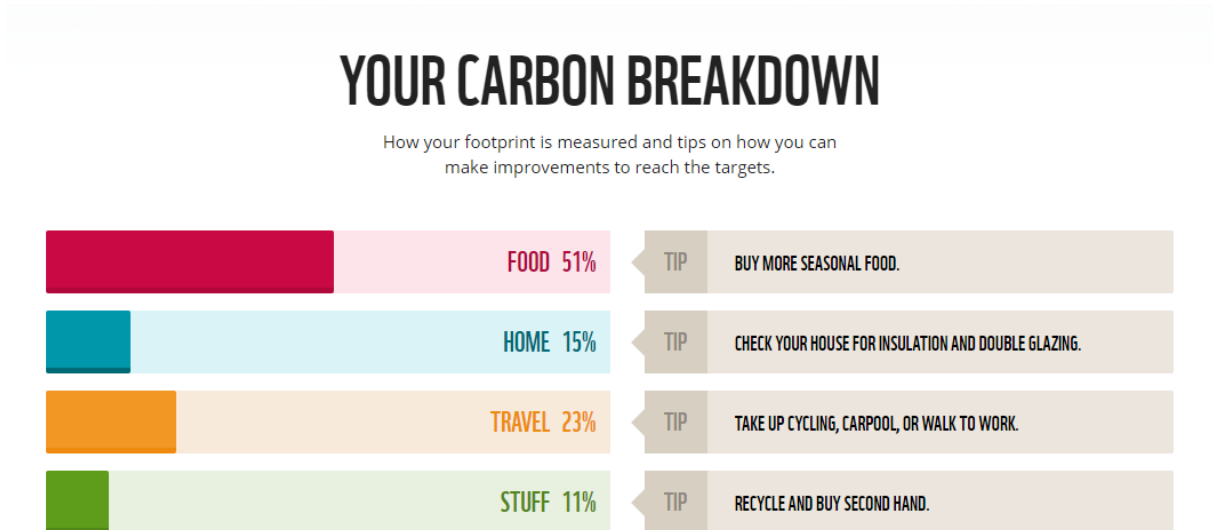 YOUR CARBON BREAKDOWN
How your footprint is measured and tips on how you can
make improvements to reach the targets.
FOOD 51% TIP BUY MORE SEASONAL FOOD.
HOME 15% TIP CHECK YOUR HOUSE FOR INSULATION AND DOUBLE GLAZING.
TRAVEL 23% TIP TAKE UP CYCLING, CARPOOL, OR WALK TO WORK.
STUFF 11% TIP RECYCLE AND BUY SECOND HAND.